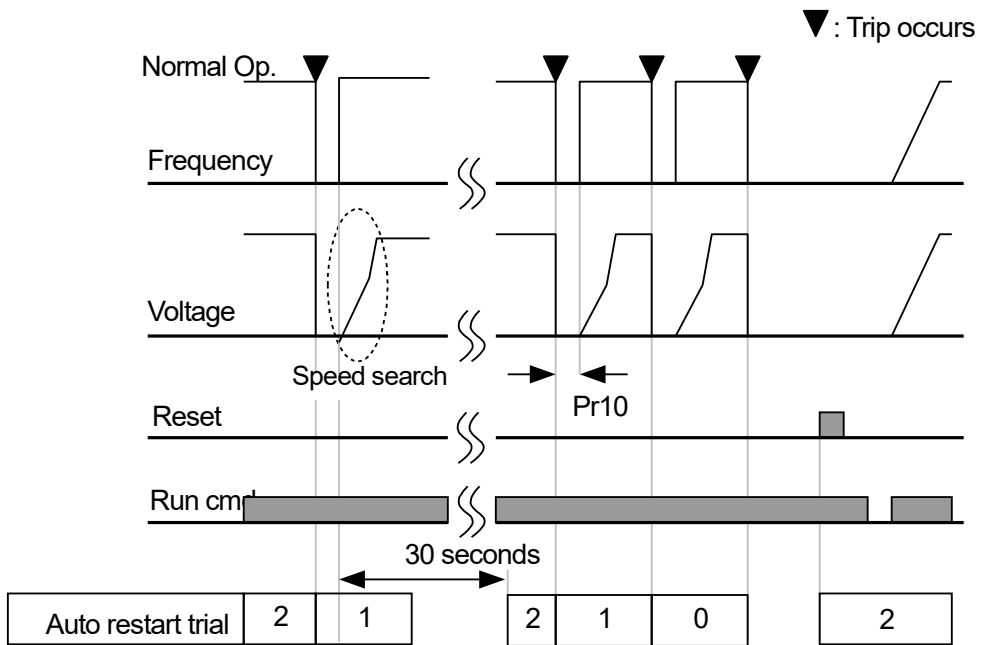 ▼ : Trip occurs
Normal Op.
Frequency
Voltage
Speed search
Pr10
Reset
Run cmd
30 seconds
Auto restart trial 2 1 2 1 0 2